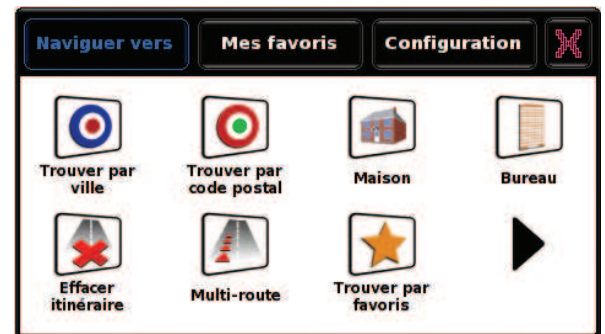 Naviguer vers Mes favoris Configuration
Trouver par ville
Trouver par code postal
Maison
Bureau
Effacer itinéraire
Multi-route
Trouver par favoris